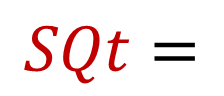 SQt =